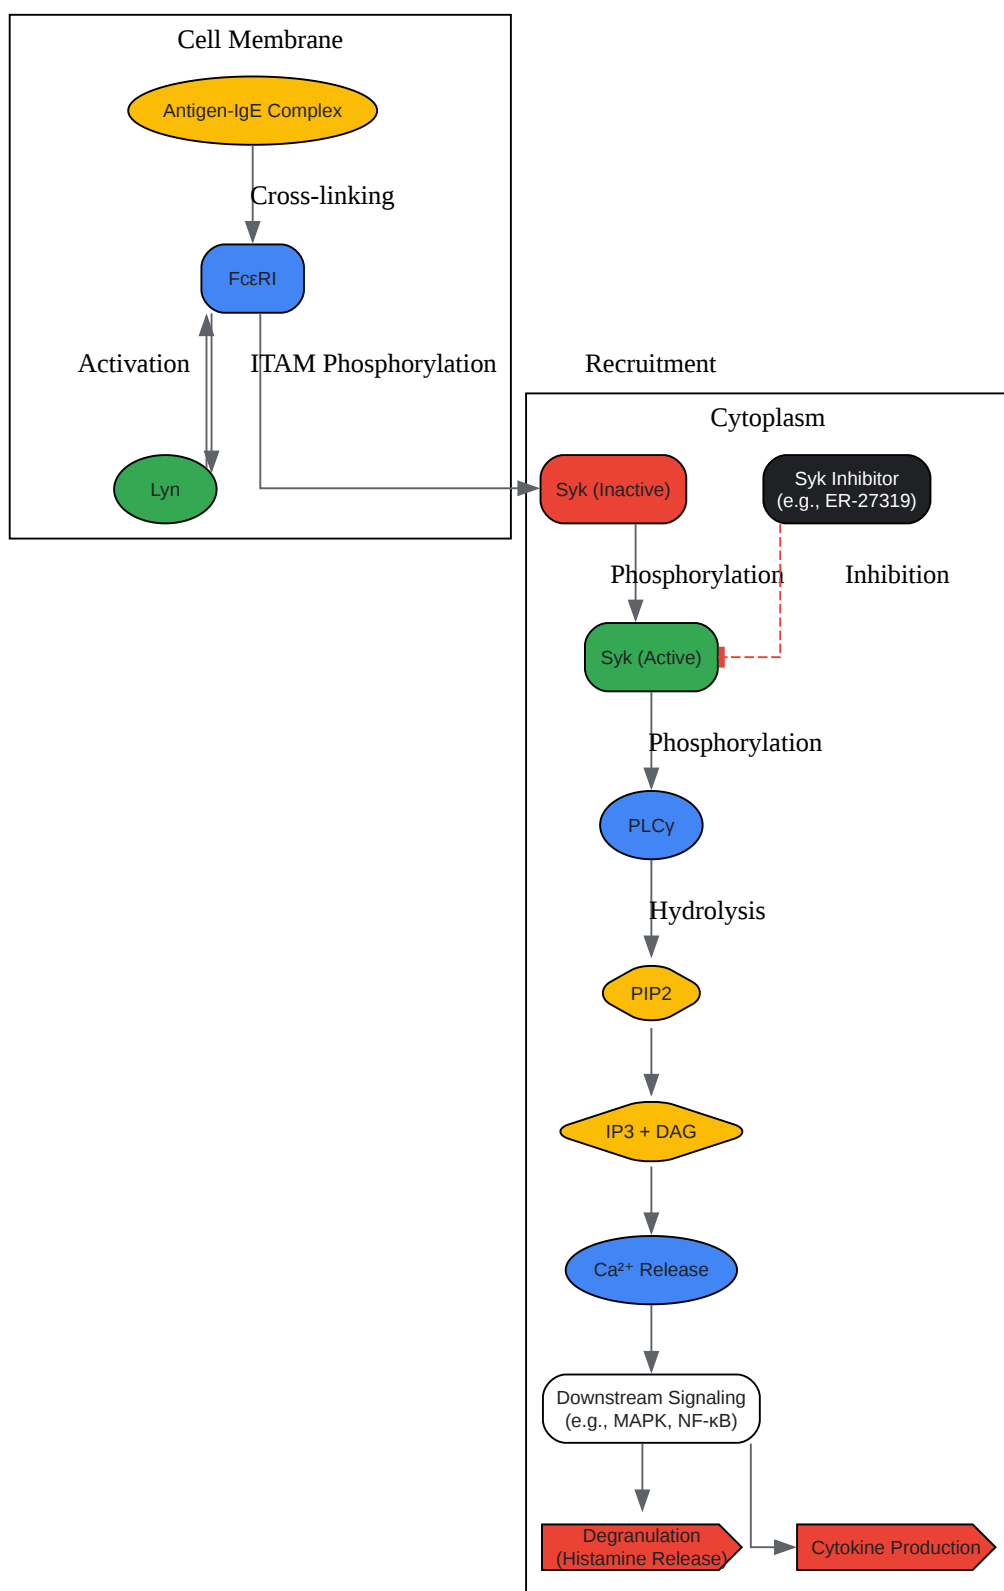 Cell Membrane
Antigen-IgE Complex
Cross-linking
FcεRI
Activation
ITAM Phosphorylation
Recruitment
Lyn
Cytoplasm
Syk (Inactive)
Syk Inhibitor
(e.g., ER-27319)
Phosphorylation
Inhibition
Syk (Active)
Phosphorylation
PLCγ
Hydrolysis
PIP2
IP3 + DAG
Ca²⁺ Release
Downstream Signaling
(e.g., MAPK, NF-κB)
Degranulation
(Histamine Release)
Cytokine Production